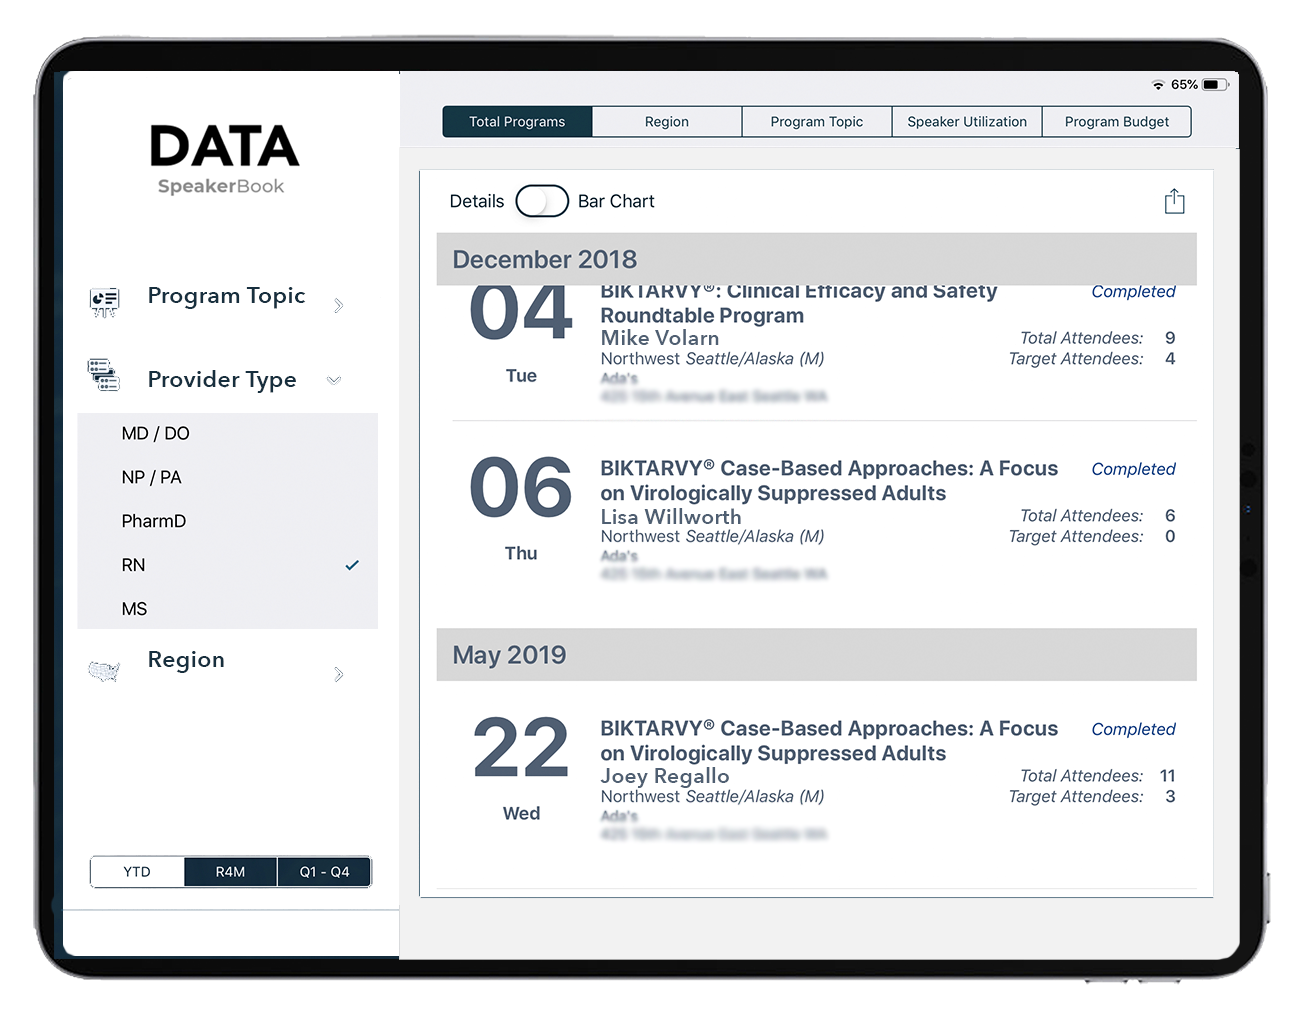 65%
DATA
SpeakerBook
Total Programs
Region
Program Topic
Speaker Utilization
Program Budget
Details
Bar Chart
Program Topic
Provider Type
MD / DO
NP / PA
PharmD
RN
MS
Region
YTD
R4M
Q1 - Q4
December 2018
04
Tue
BIKTARVY®: Clinical Efficacy and Safety
Roundtable Program
Mike Volarn
Northwest Seattle/Alaska (M)
Ada's
Completed
Total Attendees: 9
Target Attendees: 4
06
Thu
BIKTARVY® Case-Based Approaches: A Focus
on Virologically Suppressed Adults
Lisa Willworth
Northwest Seattle/Alaska (M)
Ada's
Completed
Total Attendees: 6
Target Attendees: 0
May 2019
22
Wed
BIKTARVY® Case-Based Approaches: A Focus
on Virologically Suppressed Adults
Joey Regallo
Northwest Seattle/Alaska (M)
Ada's
Completed
Total Attendees: 11
Target Attendees: 3